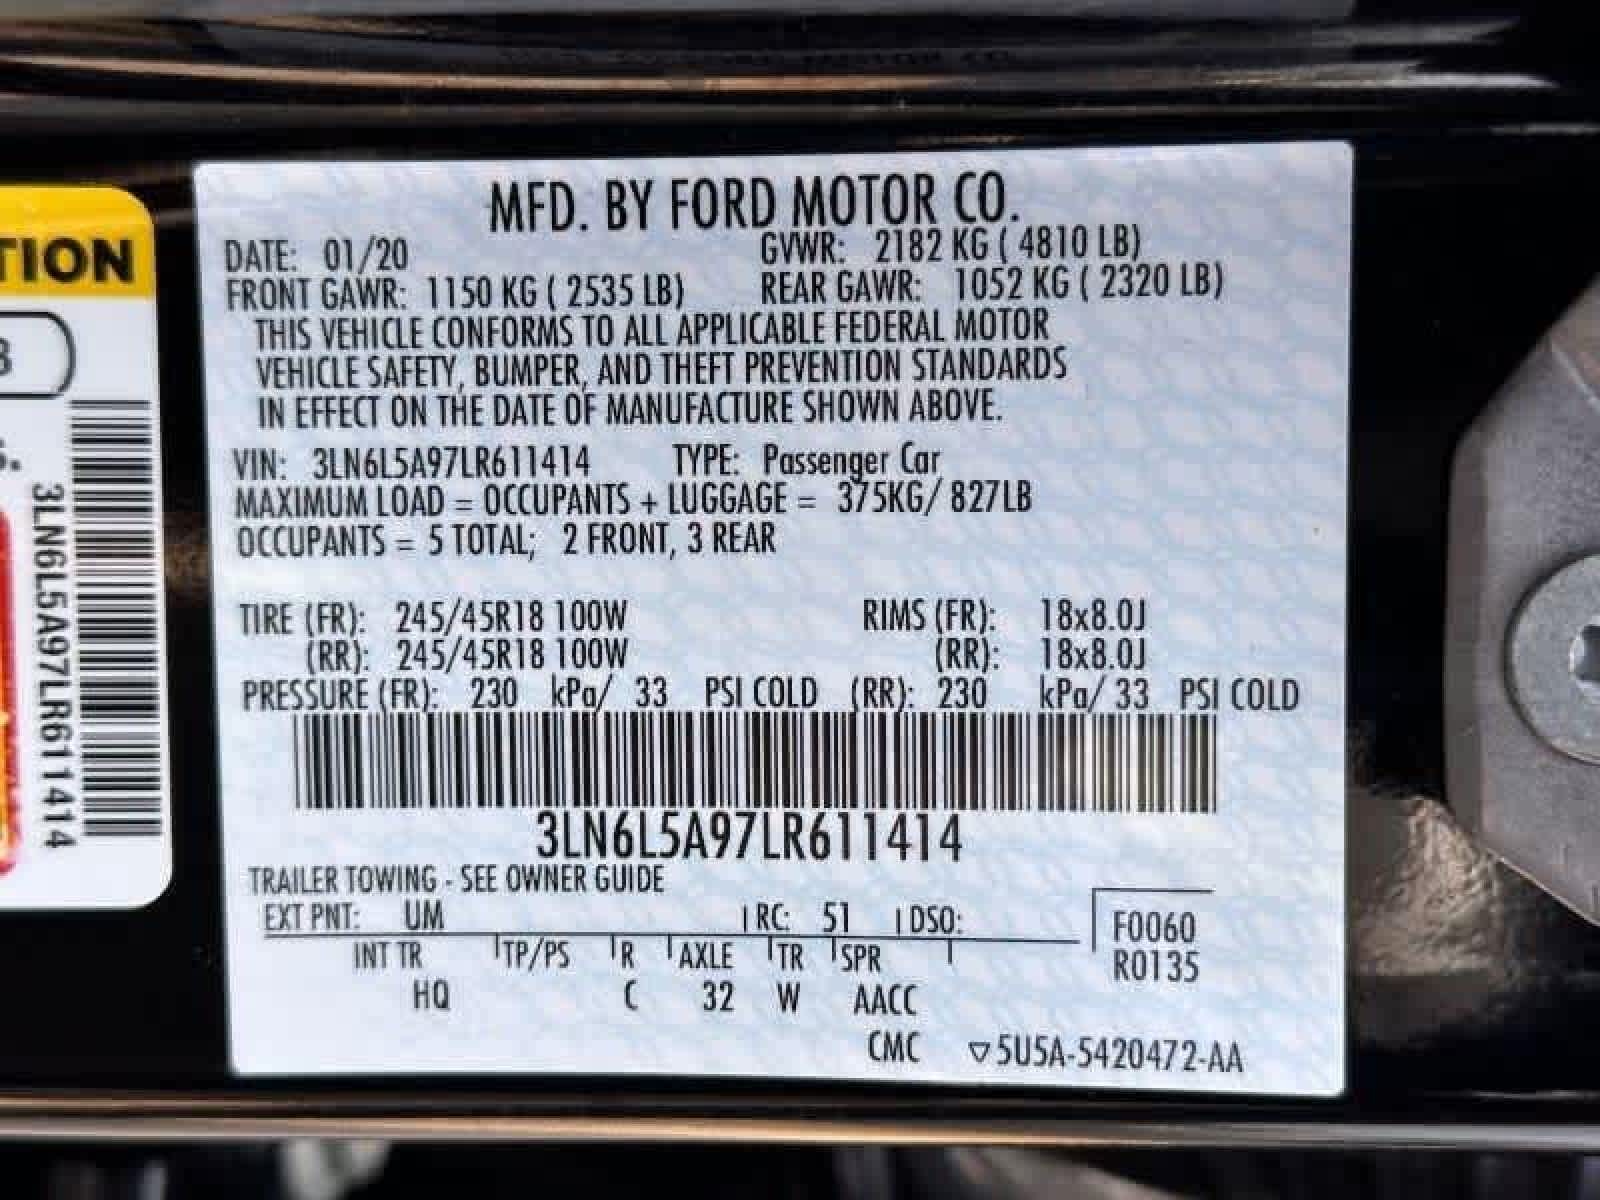 MFD. BY FORD MOTOR CO.
DATE: 01/20 GVWR: 2182 KG ( 4810 LB)
FRONT GAWR: 1150 KG ( 2535 LB) REAR GAWR: 1052 KG ( 2320 LB)
THIS VEHICLE CONFORMS TO ALL APPLICABLE FEDERAL MOTOR
VEHICLE SAFETY, BUMPER, AND THEFT PREVENTION STANDARDS
IN EFFECT ON THE DATE OF MANUFACTURE SHOWN ABOVE.
VIN: 3LN6L5A97LR611414 TYPE: Passenger Car
MAXIMUM LOAD = OCCUPANTS + LUGGAGE = 375KG/ 827LB
OCCUPANTS = 5 TOTAL; 2 FRONT, 3 REAR
TIRE (FR): 245/45R18 100W RIMS (FR): 18x8.0J
(RR): 245/45R18 100W (RR): 18x8.0J
PRESSURE (FR): 230 kPa/ 33 PSI COLD (RR): 230 kPa/ 33 PSI COLD
3LN6L5A97LR611414
TRAILER TOWING - SEE OWNER GUIDE
EXT PNT: UM RC: 51 DSO: F0060
R0135
INT TR TP/PS R AXLE TR SPR
HQ C 32 W AACC
CMC ▽5U5A-5420472-AA
TION
3LN6L5A97LR611414